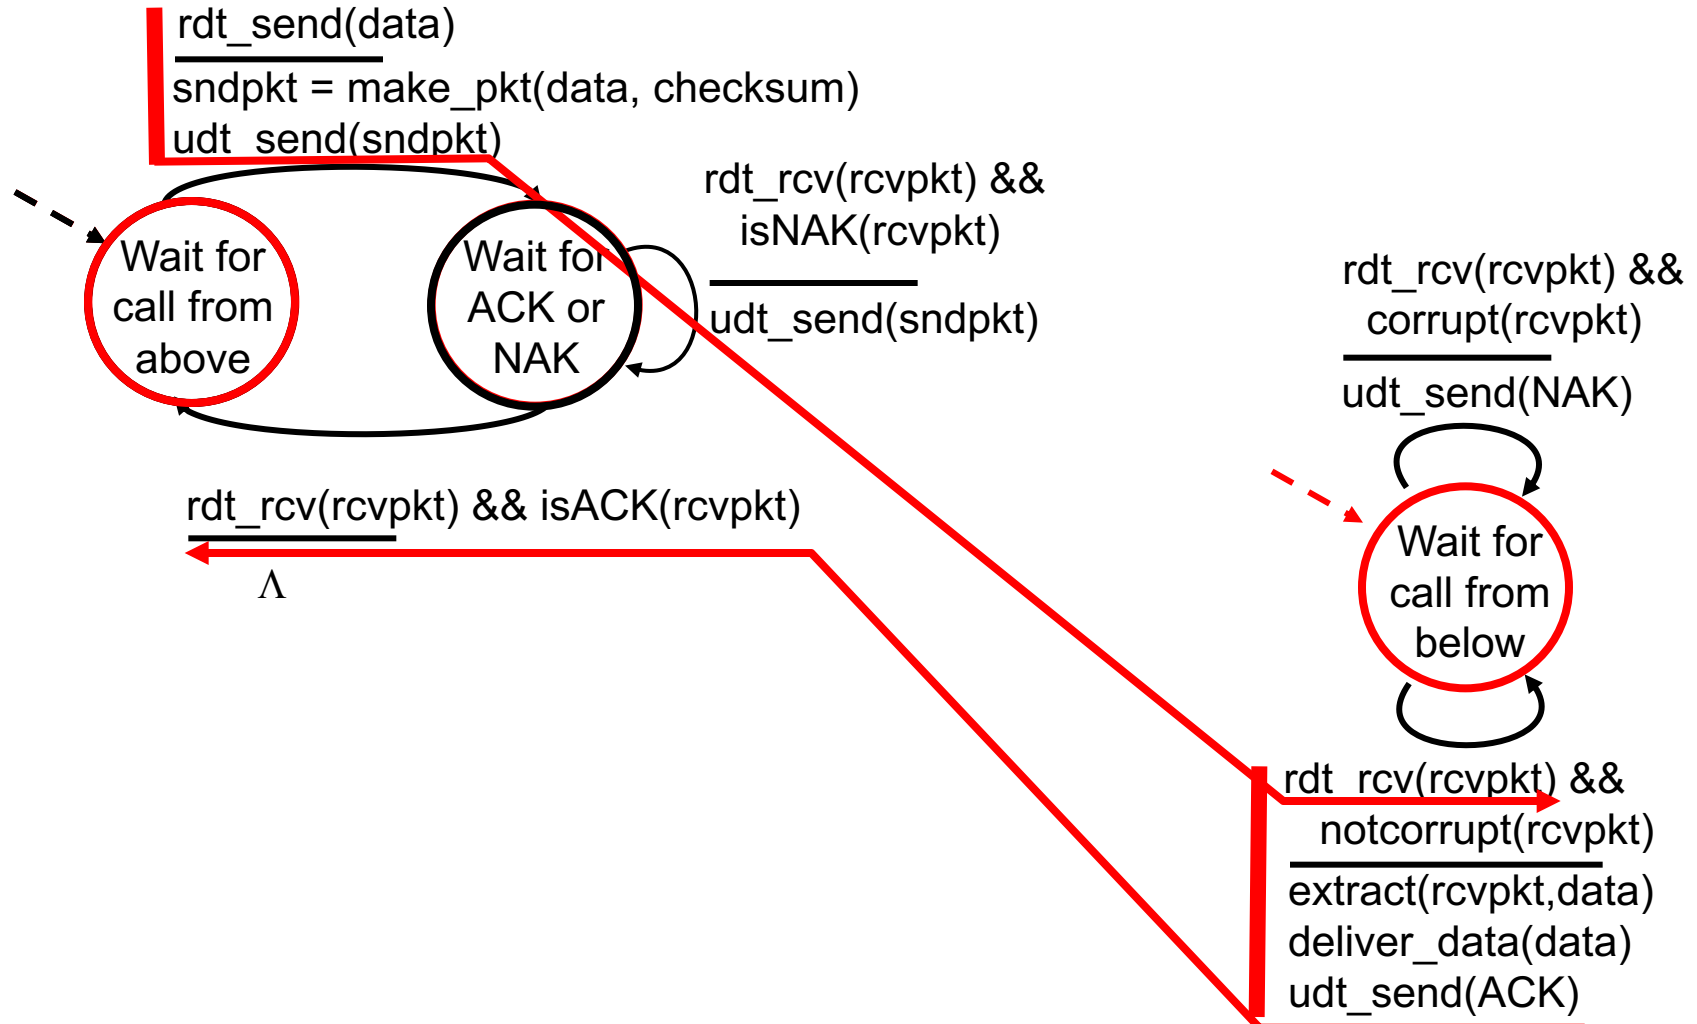 rdt_send(data)
sndpkt = make_pkt(data, checksum)
udt_send(sndpkt)
Wait for
call from
above
Wait for
ACK or
NAK
rdt_rcv(rcvpkt) &&
isNAK(rcvpkt)
udt_send(sndpkt)
rdt_rcv(rcvpkt) && isACK(rcvpkt)
Λ
rdt_rcv(rcvpkt) &&
corrupt(rcvpkt)
udt_send(NAK)
Wait for
call from
below
rdt_rcv(rcvpkt) &&
notcorrupt(rcvpkt)
extract(rcvpkt,data)
deliver_data(data)
udt_send(ACK)